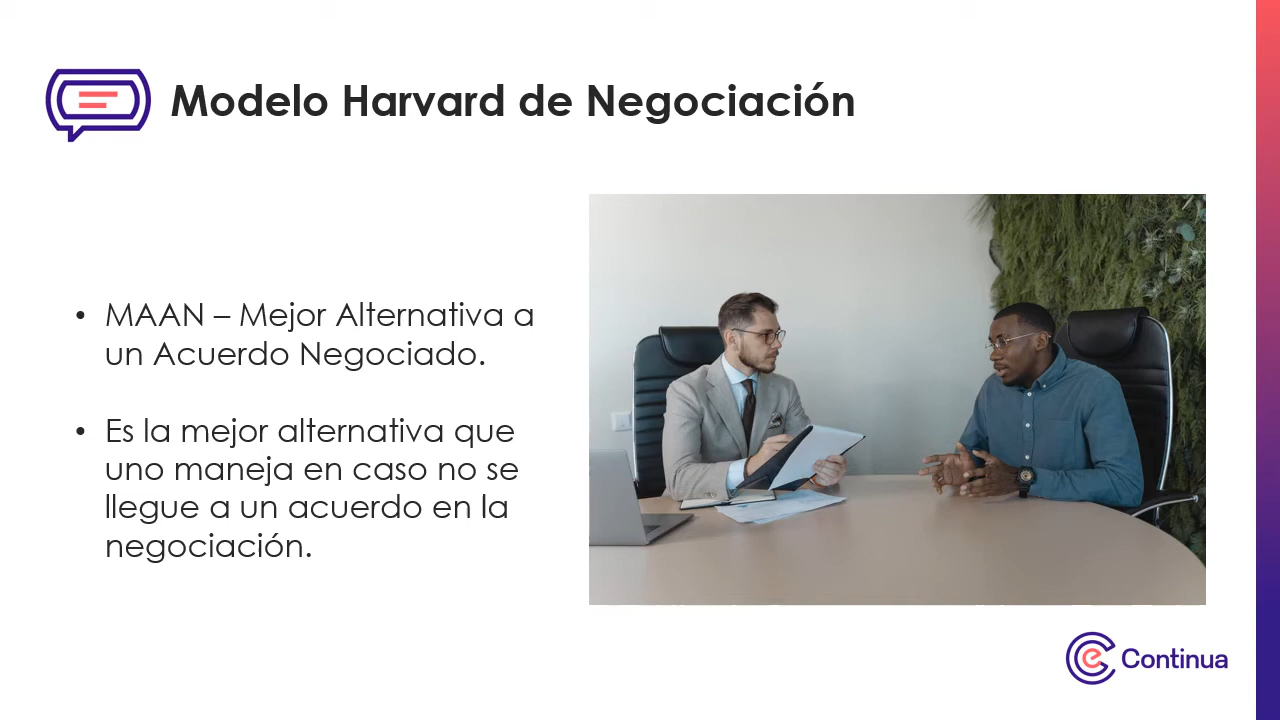 Modelo Harvard de Negociación
• MAAN – Mejor Alternativa a
un Acuerdo Negociado.
• Es la mejor alternativa que
uno maneja en caso no se
llegue a un acuerdo en la
negociación.
Continua